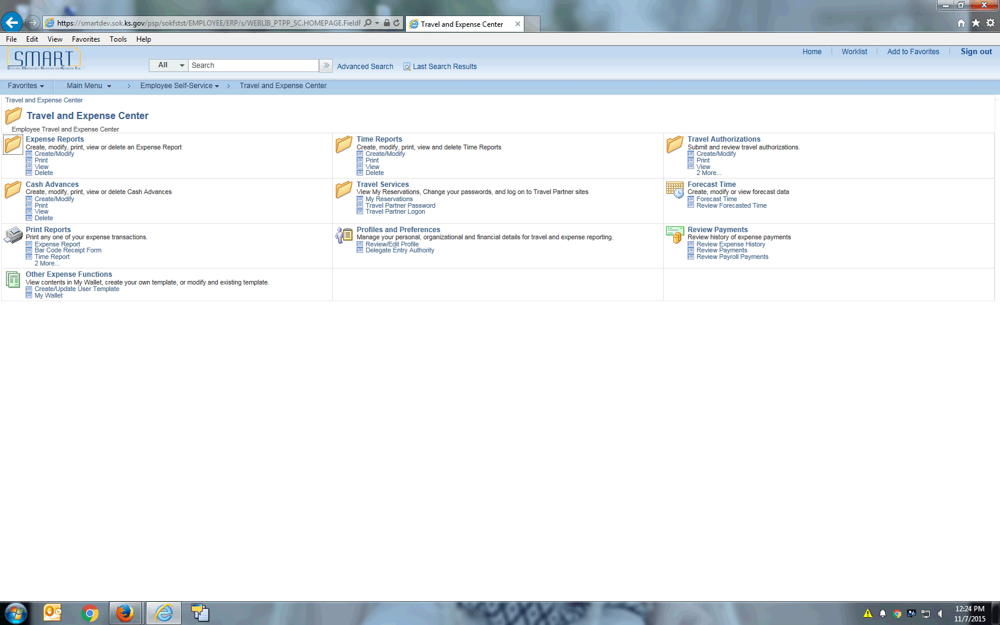 https://smartdev.sok.ks.gov/psp/sokfstst/EMPLOYEE/ERP/s/WEBLIB_PTPP_SC.HOMEPAGE.FieldF
Travel and Expense Center
File Edit View Favorites Tools Help
SMART
Home Worklist Add to Favorites Sign out
All Search Advanced Search Last Search Results
Favorites Main Menu > Employee Self-Service > Travel and Expense Center
Travel and Expense Center
Travel and Expense Center
Employee Travel and Expense Center
Expense Reports
Create, modify, print, view or delete an Expense Report
Create/Modify
Print
View
Delete
Time Reports
Create, modify, print, view and delete Time Reports
Create/Modify
Print
View
Delete
Travel Authorizations
Submit and review travel authorizations.
Create/Modify
Print
View
2 More...
Cash Advances
Create, modify, print, view or delete Cash Advances
Create/Modify
Print
View
Delete
Travel Services
View My Reservations, Change your passwords, and log on to Travel Partner sites
My Reservations
Travel Partner Password
Travel Partner Logon
Forecast Time
Create, modify or view forecast data
Forecast Time
Review Forecasted Time
Print Reports
Print any one of your expense transactions.
Expense Report
Bar Code Receipt Form
Time Report
2 More...
Profiles and Preferences
Manage your personal, organizational and financial details for travel and expense reporting.
Review/Edit Profile
Delegate Entry Authority
Review Payments
Review history of expense payments
Review Expense History
Review Payments
Review Payroll Payments
Other Expense Functions
View contents in My Wallet, create your own template, or modify and existing template.
Create/Update User Template
My Wallet
12:24 PM
11/7/2015